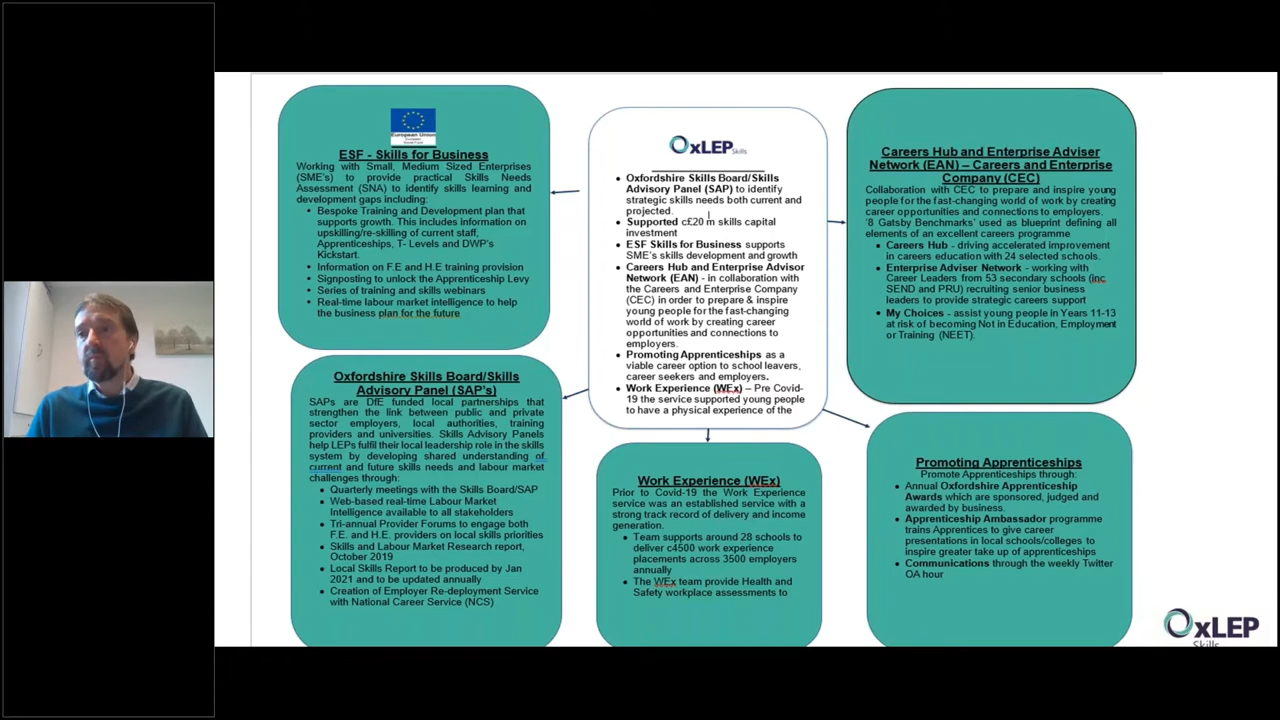 European Union
ESF - Skills for Business
Working with Small, Medium Sized Enterprises
(SME's) to provide practical Skills Needs
Assessment (SNA) to identify skills learning and
development gaps including:
• Bespoke Training and Development plan that
supports growth. This includes information on
upskilling/re-skilling of current staff,
Apprenticeships, T- Levels and DWP's
Kickstart.
• Information on F.E and H.E training provision
• Signposting to unlock the Apprenticeship Levy
• Series of training and skills webinars
• Real-time labour market intelligence to help
the business plan for the future
Oxfordshire Skills Board/Skills
Advisory Panel (SAP's)
SAPs are DfE funded local partnerships that
strengthen the link between public and private
sector employers, local authorities, training
providers and universities. Skills Advisory Panels
help LEPs fulfil their local leadership role in the skills
system by developing shared understanding of
current and future skills needs and labour market
challenges through:
• Quarterly meetings with the Skills Board/SAP
• Web-based real-time Labour Market
Intelligence available to all stakeholders
• Tri-annual Provider Forums to engage both
F.E. and H.E. providers on local skills priorities
• Skills and Labour Market Research report,
October 2019
• Local Skills Report to be produced by Jan
2021 and to be updated annually
• Creation of Employer Re-deployment Service
with National Career Service (NCS)
OxLEP Skills
• Oxfordshire Skills Board/Skills
Advisory Panel (SAP) to identify
strategic skills needs both current and
projected.
• Supported c£20 m skills capital
investment
• ESF Skills for Business supports
SME's skills development and growth
• Careers Hub and Enterprise Advisor
Network (EAN) - in collaboration with
the Careers and Enterprise Company
(CEC) in order to prepare & inspire
young people for the fast-changing
world of work by creating career
opportunities and connections to
employers.
• Promoting Apprenticeships as a
viable career option to school leavers,
career seekers and employers.
• Work Experience (WEx) – Pre Covid-
19 the service supported young people
to have a physical experience of the
Work Experience (WEx)
Prior to Covid-19 the Work Experience
service was an established service with a
strong track record of delivery and income
generation.
• Team supports around 28 schools to
deliver c4500 work experience
placements across 3500 employers
annually
• The WEx team provide Health and
Safety workplace assessments to
Careers Hub and Enterprise Adviser
Network (EAN) – Careers and Enterprise
Company (CEC)
Collaboration with CEC to prepare and inspire young
people for the fast-changing world of work by creating
career opportunities and connections to employers.
'8 Gatsby Benchmarks' used as blueprint defining all
elements of an excellent careers programme
• Careers Hub - driving accelerated improvement
in careers education with 24 selected schools.
• Enterprise Adviser Network - working with
Career Leaders from 53 secondary schools (inc
SEND and PRU) recruiting senior business
leaders to provide strategic careers support
• My Choices - assist young people in Years 11-13
at risk of becoming Not in Education, Employment
or Training (NEET).
Promoting Apprenticeships
Promote Apprenticeships through:
• Annual Oxfordshire Apprenticeship
Awards which are sponsored, judged and
awarded by business.
• Apprenticeship Ambassador programme
trains Apprentices to give career
presentations in local schools/colleges to
inspire greater take up of apprenticeships
• Communications through the weekly Twitter
OA hour
OxLEP
Skills